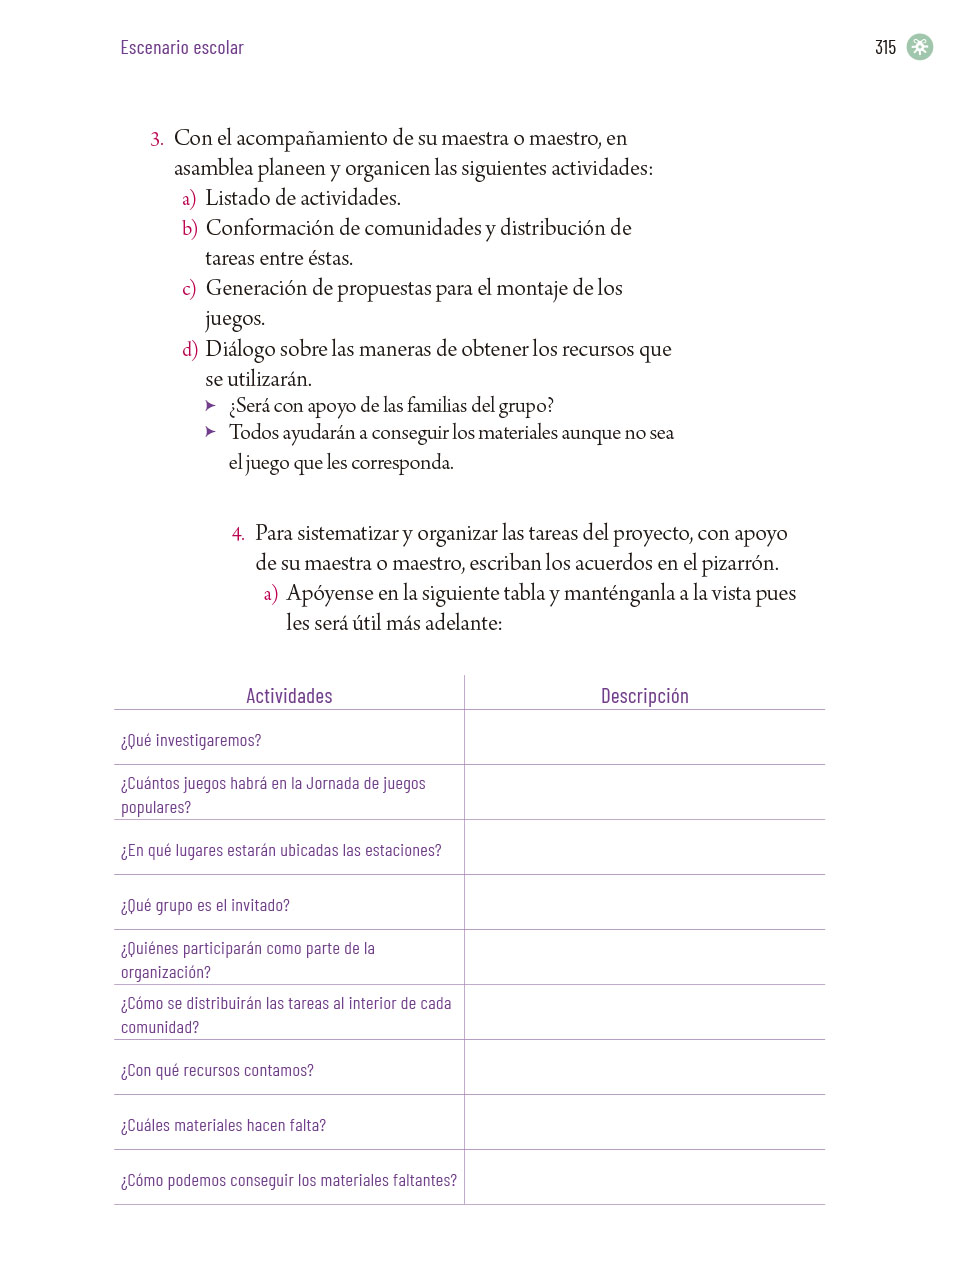 Escenario escolar
315
3. Con el acompañamiento de su maestra o maestro, en
asamblea planeen y organicen las siguientes actividades:
a) Listado de actividades.
b) Conformación de comunidades y distribución de
tareas entre éstas.
c) Generación de propuestas para el montaje de los
juegos.
d) Diálogo sobre las maneras de obtener los recursos que
se utilizarán.
➤ ¿Será con apoyo de las familias del grupo?
➤ Todos ayudarán a conseguir los materiales aunque no sea
el juego que les corresponda.
4. Para sistematizar y organizar las tareas del proyecto, con apoyo
de su maestra o maestro, escriban los acuerdos en el pizarrón.
a) Apóyense en la siguiente tabla y manténganla a la vista pues
les será útil más adelante:
Actividades
Descripción
¿Qué investigaremos?
¿Cuántos juegos habrá en la Jornada de juegos
populares?
¿En qué lugares estarán ubicadas las estaciones?
¿Qué grupo es el invitado?
¿Quiénes participarán como parte de la
organización?
¿Cómo se distribuirán las tareas al interior de cada
comunidad?
¿Con qué recursos contamos?
¿Cuáles materiales hacen falta?
¿Cómo podemos conseguir los materiales faltantes?